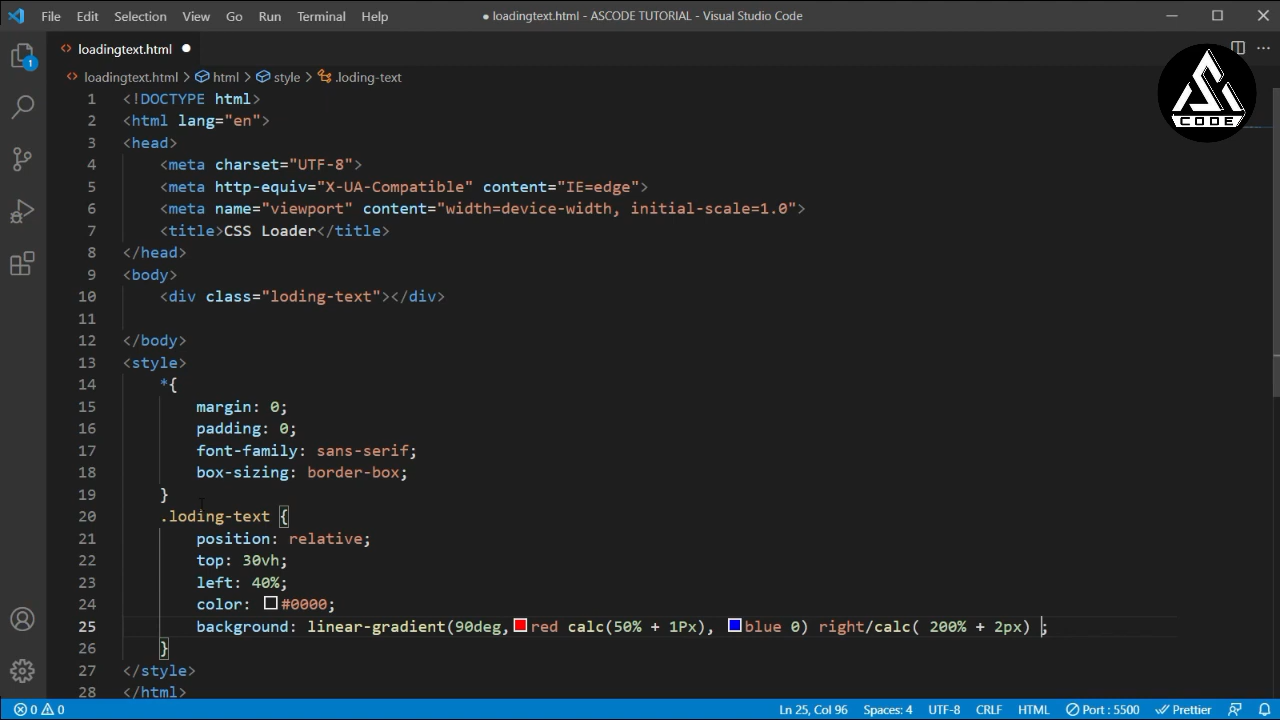 File Edit Selection View Go Run Terminal Help ● loadingtext.html - ASCODE TUTORIAL - Visual Studio Code
<> loadingtext.html ●
<> loadingtext.html > html > style > .loding-text
CODE
1 <!DOCTYPE html>
2 <html lang="en">
3 <head>
4 <meta charset="UTF-8">
5 <meta http-equiv="X-UA-Compatible" content="IE=edge">
6 <meta name="viewport" content="width=device-width, initial-scale=1.0">
7 <title>CSS Loader</title>
8 </head>
9 <body>
10 <div class="loding-text"></div>
11
12 </body>
13 <style>
14 *{
15 margin: 0;
16 padding: 0;
17 font-family: sans-serif;
18 box-sizing: border-box;
19 }
20 .loding-text {
21 position: relative;
22 top: 30vh;
23 left: 40%;
24 color: #0000;
25 background: linear-gradient(90deg,red calc(50% + 1Px), blue 0) right/calc( 200% + 2px) ;
26 }
27 </style>
28 </html>
1
0 0 Ln 25, Col 96 Spaces: 4 UTF-8 CRLF HTML Port : 5500 Prettier